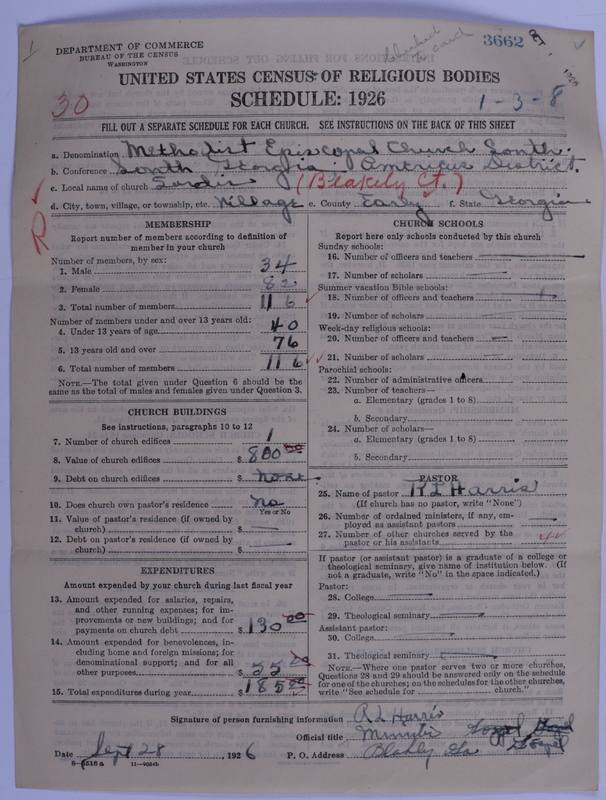 DEPARTMENT OF COMMERCE
BUREAU OF THE CENSUS
WASHINGTON
3662
UNITED STATES CENSUS OF RELIGIOUS BODIES
SCHEDULE: 1926
30
1-3-8
FILL OUT A SEPARATE SCHEDULE FOR EACH CHURCH. SEE INSTRUCTIONS ON THE BACK OF THIS SHEET
a. Denomination Methodist Episcopal Church South.
b. Conference South Georgia. Americus District.
c. Local name of church Sardis (Blakely Ct.)
d. City, town, village, or township, etc. Village e. County Early f. State Georgia
R
MEMBERSHIP
Report number of members according to definition of member in your church
Number of members, by sex:
1. Male 34
2. Female 82
3. Total number of members 116
Number of members under and over 13 years old:
4. Under 13 years of age 40
5. 13 years old and over 76
6. Total number of members 116
NOTE.—The total given under Question 6 should be the same as the total of males and females given under Question 3.
CHURCH BUILDINGS
See instructions, paragraphs 10 to 12
7. Number of church edifices 1
8. Value of church edifices $ 800 00
9. Debt on church edifices $ none
10. Does church own pastor's residence No
Yes or No
11. Value of pastor's residence (if owned by church) $
12. Debt on pastor's residence (if owned by church) $
EXPENDITURES
Amount expended by your church during last fiscal year
13. Amount expended for salaries, repairs, and other running expenses; for improvements or new buildings; and for payments on church debt $ 130 00
14. Amount expended for benevolences, including home and foreign missions; for denominational support; and for all other purposes $ 55 00
15. Total expenditures during year $ 185 00
CHURCH SCHOOLS
Report here only schools conducted by this church
Sunday schools:
16. Number of officers and teachers
17. Number of scholars
Summer vacation Bible schools:
18. Number of officers and teachers
19. Number of scholars
Week-day religious schools:
20. Number of officers and teachers
21. Number of scholars
Parochial schools:
22. Number of administrative officers
23. Number of teachers—
a. Elementary (grades 1 to 8)
b. Secondary
24. Number of scholars—
a. Elementary (grades 1 to 8)
b. Secondary
PASTOR
25. Name of pastor R L Harris
(If church has no pastor, write "None")
26. Number of ordained ministers, if any, employed as assistant pastors
27. Number of other churches served by the pastor or his assistants
If pastor (or assistant pastor) is a graduate of a college or theological seminary, give name of institution below. (If not a graduate, write "No" in the space indicated.)
Pastor:
28. College
29. Theological seminary
Assistant pastor:
30. College
31. Theological seminary
NOTE.—Where one pastor serves two or more churches, Questions 28 and 29 should be answered only on the schedule for one of the churches; on the schedules for the other churches, write "See schedule for church."
Signature of person furnishing information R L Harris
Official title Minister Gospel
Date Sept 28, 1926 P. O. Address Blakely Ga
8-5518a 11-9554b